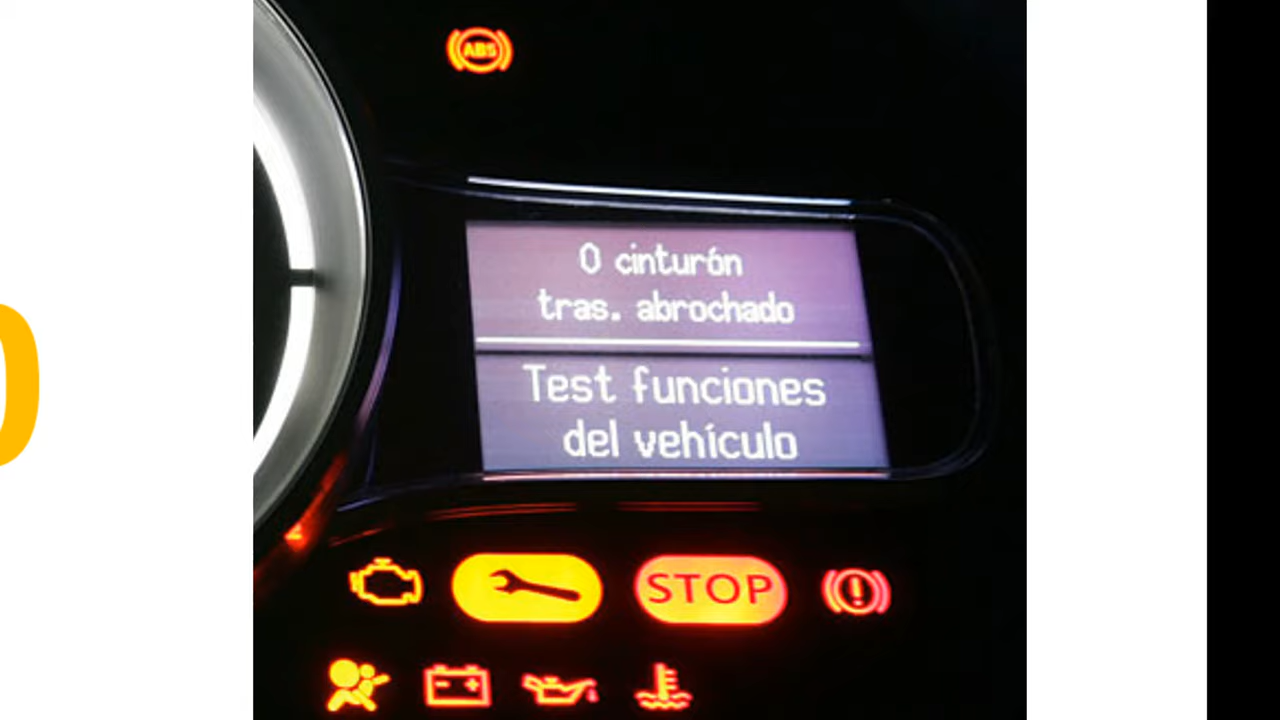 ABS
0 cinturón
tras. abrochado
Test funciones
del vehículo
STOP